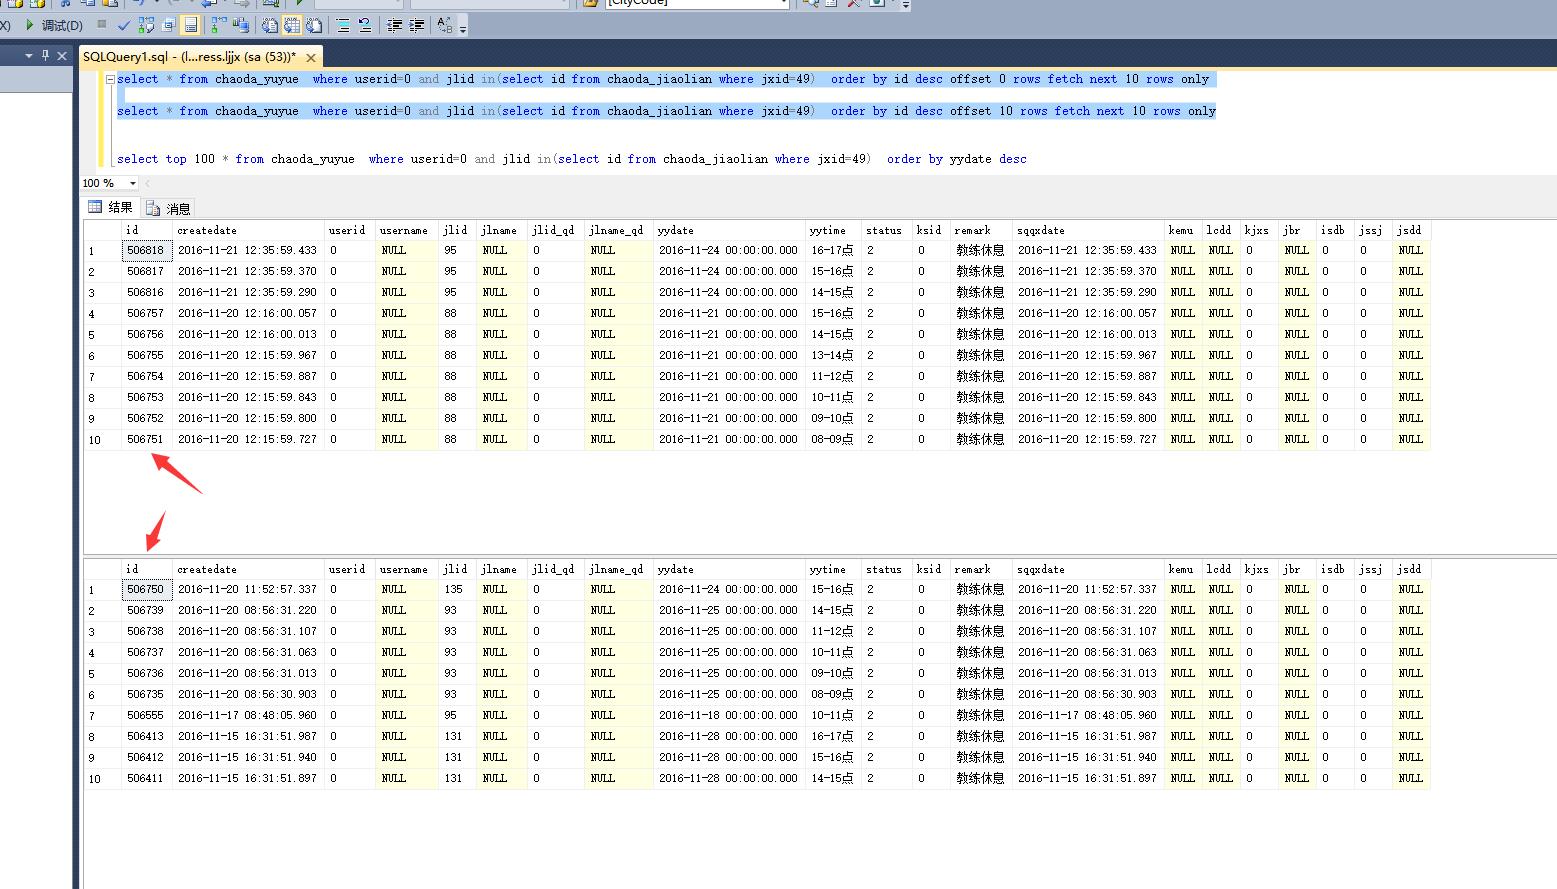 [CityCode]
X) 调试(D)
SQLQuery1.sql - (l...ress.ljjx (sa (53))* ×
select * from chaoda_yuyue  where userid=0 and jlid in(select id from chaoda_jiaolian where jxid=49)  order by id desc offset 0 rows fetch next 10 rows only
select * from chaoda_yuyue  where userid=0 and jlid in(select id from chaoda_jiaolian where jxid=49)  order by id desc offset 10 rows fetch next 10 rows only
select top 100 * from chaoda_yuyue  where userid=0 and jlid in(select id from chaoda_jiaolian where jxid=49)  order by yydate desc
100 %
结果 消息
id createdate userid username jlid jlname jlid_qd jlname_qd yydate yytime status ksid remark sqqxdate kemu lcdd kjxs jbr isdb jssj jsdd
1 506818 2016-11-21 12:35:59.433 0 NULL 95 NULL 0 NULL 2016-11-24 00:00:00.000 16-17点 2 0 教练休息 2016-11-21 12:35:59.433 NULL NULL 0 NULL 0 0 NULL
2 506817 2016-11-21 12:35:59.370 0 NULL 95 NULL 0 NULL 2016-11-24 00:00:00.000 15-16点 2 0 教练休息 2016-11-21 12:35:59.370 NULL NULL 0 NULL 0 0 NULL
3 506816 2016-11-21 12:35:59.290 0 NULL 95 NULL 0 NULL 2016-11-24 00:00:00.000 14-15点 2 0 教练休息 2016-11-21 12:35:59.290 NULL NULL 0 NULL 0 0 NULL
4 506757 2016-11-20 12:16:00.057 0 NULL 88 NULL 0 NULL 2016-11-21 00:00:00.000 15-16点 2 0 教练休息 2016-11-20 12:16:00.057 NULL NULL 0 NULL 0 0 NULL
5 506756 2016-11-20 12:16:00.013 0 NULL 88 NULL 0 NULL 2016-11-21 00:00:00.000 14-15点 2 0 教练休息 2016-11-20 12:16:00.013 NULL NULL 0 NULL 0 0 NULL
6 506755 2016-11-20 12:15:59.967 0 NULL 88 NULL 0 NULL 2016-11-21 00:00:00.000 13-14点 2 0 教练休息 2016-11-20 12:15:59.967 NULL NULL 0 NULL 0 0 NULL
7 506754 2016-11-20 12:15:59.887 0 NULL 88 NULL 0 NULL 2016-11-21 00:00:00.000 11-12点 2 0 教练休息 2016-11-20 12:15:59.887 NULL NULL 0 NULL 0 0 NULL
8 506753 2016-11-20 12:15:59.843 0 NULL 88 NULL 0 NULL 2016-11-21 00:00:00.000 10-11点 2 0 教练休息 2016-11-20 12:15:59.843 NULL NULL 0 NULL 0 0 NULL
9 506752 2016-11-20 12:15:59.800 0 NULL 88 NULL 0 NULL 2016-11-21 00:00:00.000 09-10点 2 0 教练休息 2016-11-20 12:15:59.800 NULL NULL 0 NULL 0 0 NULL
10 506751 2016-11-20 12:15:59.727 0 NULL 88 NULL 0 NULL 2016-11-21 00:00:00.000 08-09点 2 0 教练休息 2016-11-20 12:15:59.727 NULL NULL 0 NULL 0 0 NULL
id createdate userid username jlid jlname jlid_qd jlname_qd yydate yytime status ksid remark sqqxdate kemu lcdd kjxs jbr isdb jssj jsdd
1 506750 2016-11-20 11:52:57.337 0 NULL 135 NULL 0 NULL 2016-11-24 00:00:00.000 15-16点 2 0 教练休息 2016-11-20 11:52:57.337 NULL NULL 0 NULL 0 0 NULL
2 506739 2016-11-20 08:56:31.220 0 NULL 93 NULL 0 NULL 2016-11-25 00:00:00.000 14-15点 2 0 教练休息 2016-11-20 08:56:31.220 NULL NULL 0 NULL 0 0 NULL
3 506738 2016-11-20 08:56:31.107 0 NULL 93 NULL 0 NULL 2016-11-25 00:00:00.000 11-12点 2 0 教练休息 2016-11-20 08:56:31.107 NULL NULL 0 NULL 0 0 NULL
4 506737 2016-11-20 08:56:31.063 0 NULL 93 NULL 0 NULL 2016-11-25 00:00:00.000 10-11点 2 0 教练休息 2016-11-20 08:56:31.063 NULL NULL 0 NULL 0 0 NULL
5 506736 2016-11-20 08:56:31.013 0 NULL 93 NULL 0 NULL 2016-11-25 00:00:00.000 09-10点 2 0 教练休息 2016-11-20 08:56:31.013 NULL NULL 0 NULL 0 0 NULL
6 506735 2016-11-20 08:56:30.903 0 NULL 93 NULL 0 NULL 2016-11-25 00:00:00.000 08-09点 2 0 教练休息 2016-11-20 08:56:30.903 NULL NULL 0 NULL 0 0 NULL
7 506555 2016-11-17 08:48:05.960 0 NULL 95 NULL 0 NULL 2016-11-18 00:00:00.000 10-11点 2 0 教练休息 2016-11-17 08:48:05.960 NULL NULL 0 NULL 0 0 NULL
8 506413 2016-11-15 16:31:51.987 0 NULL 131 NULL 0 NULL 2016-11-28 00:00:00.000 16-17点 2 0 教练休息 2016-11-15 16:31:51.987 NULL NULL 0 NULL 0 0 NULL
9 506412 2016-11-15 16:31:51.940 0 NULL 131 NULL 0 NULL 2016-11-28 00:00:00.000 15-16点 2 0 教练休息 2016-11-15 16:31:51.940 NULL NULL 0 NULL 0 0 NULL
10 506411 2016-11-15 16:31:51.897 0 NULL 131 NULL 0 NULL 2016-11-28 00:00:00.000 14-15点 2 0 教练休息 2016-11-15 16:31:51.897 NULL NULL 0 NULL 0 0 NULL